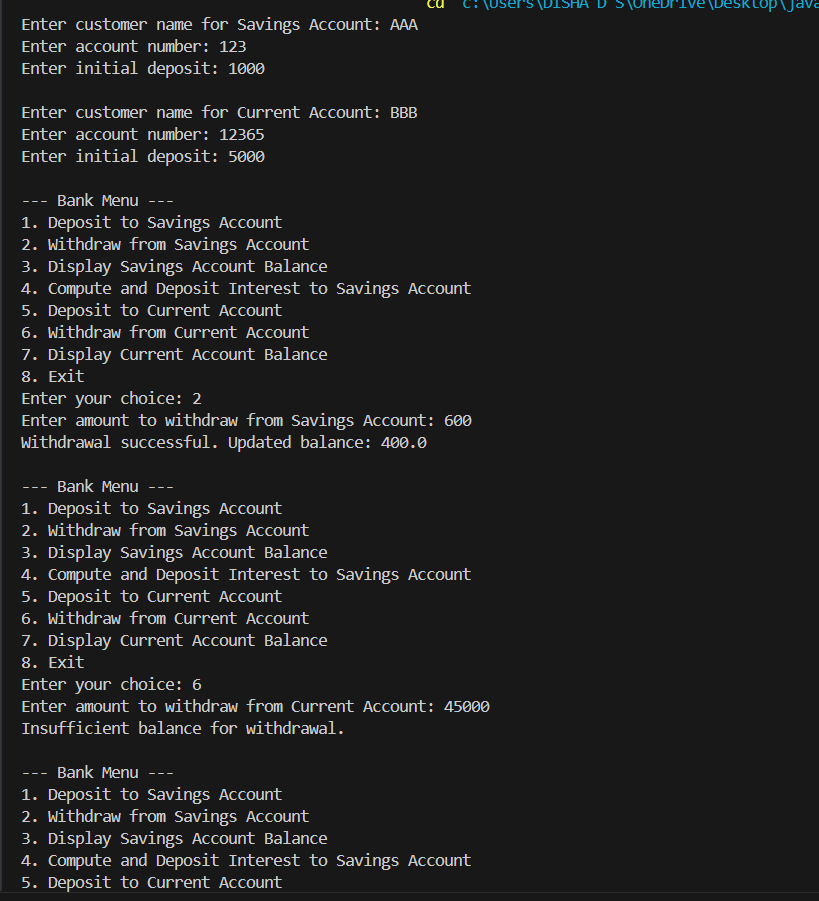 cd c:\Users\DISHA D S\OneDrive\Desktop\java
Enter customer name for Savings Account: AAA
Enter account number: 123
Enter initial deposit: 1000
Enter customer name for Current Account: BBB
Enter account number: 12365
Enter initial deposit: 5000
--- Bank Menu ---
1. Deposit to Savings Account
2. Withdraw from Savings Account
3. Display Savings Account Balance
4. Compute and Deposit Interest to Savings Account
5. Deposit to Current Account
6. Withdraw from Current Account
7. Display Current Account Balance
8. Exit
Enter your choice: 2
Enter amount to withdraw from Savings Account: 600
Withdrawal successful. Updated balance: 400.0
--- Bank Menu ---
1. Deposit to Savings Account
2. Withdraw from Savings Account
3. Display Savings Account Balance
4. Compute and Deposit Interest to Savings Account
5. Deposit to Current Account
6. Withdraw from Current Account
7. Display Current Account Balance
8. Exit
Enter your choice: 6
Enter amount to withdraw from Current Account: 45000
Insufficient balance for withdrawal.
--- Bank Menu ---
1. Deposit to Savings Account
2. Withdraw from Savings Account
3. Display Savings Account Balance
4. Compute and Deposit Interest to Savings Account
5. Deposit to Current Account